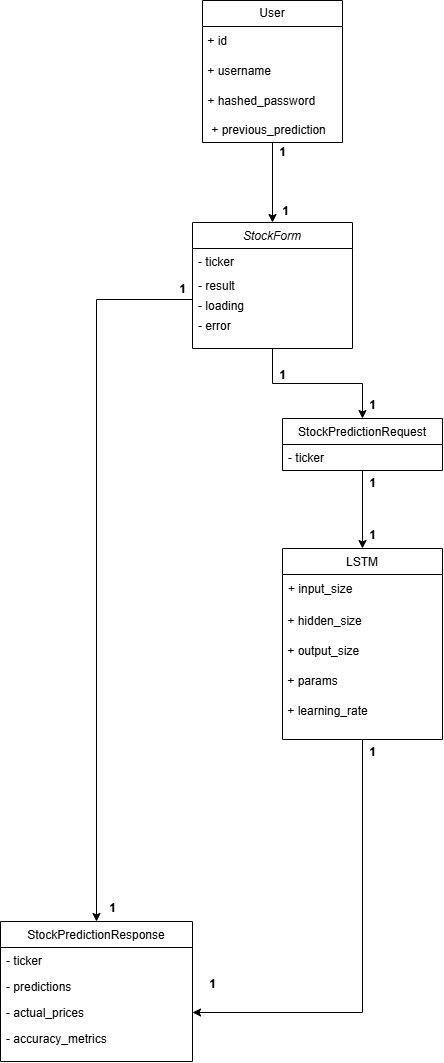 User
+ id
+ username
+ hashed_password
+ previous_prediction
1
1
StockForm
- ticker
- result
- loading
- error
1
1
1
StockPredictionRequest
- ticker
1
1
LSTM
+ input_size
+ hidden_size
+ output_size
+ params
+ learning_rate
1
1
StockPredictionResponse
- ticker
- predictions
- actual_prices
- accuracy_metrics
1